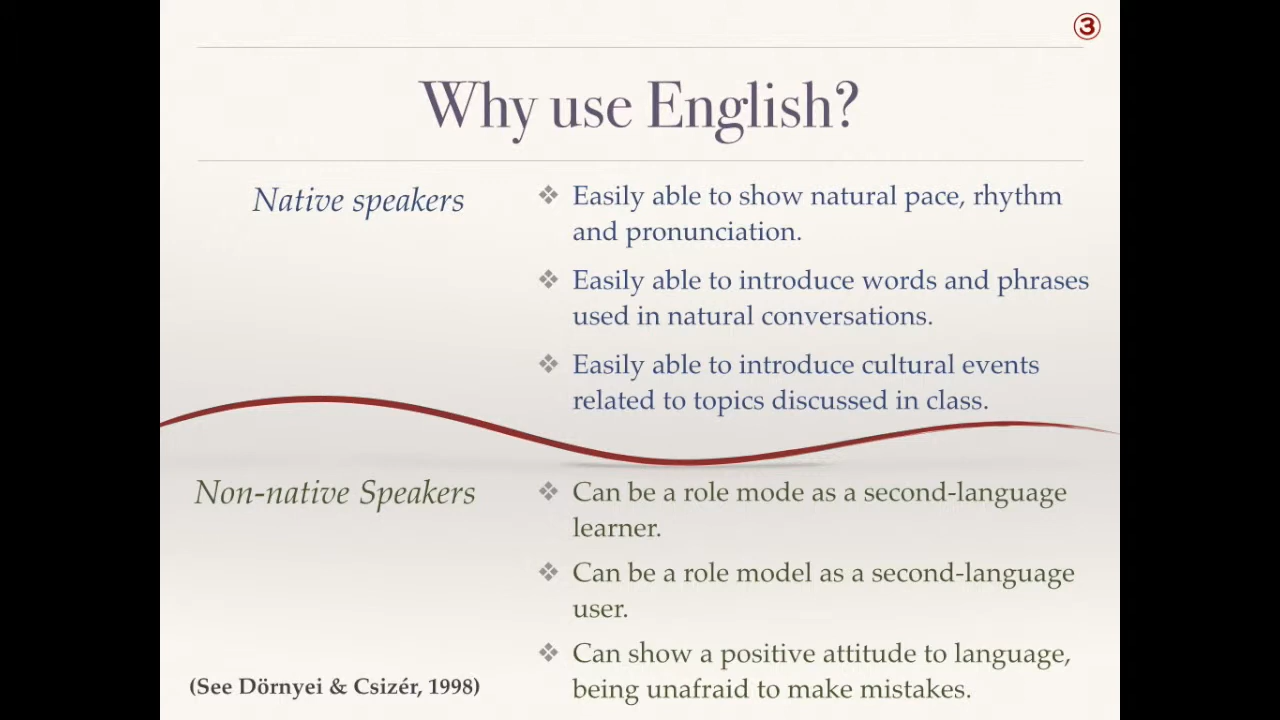 ③
Why use English?
Native speakers
❖ Easily able to show natural pace, rhythm
and pronunciation.
❖ Easily able to introduce words and phrases
used in natural conversations.
❖ Easily able to introduce cultural events
related to topics discussed in class.
Non-native Speakers
❖ Can be a role mode as a second-language
learner.
❖ Can be a role model as a second-language
user.
❖ Can show a positive attitude to language,
being unafraid to make mistakes.
(See Dörnyei & Csizér, 1998)